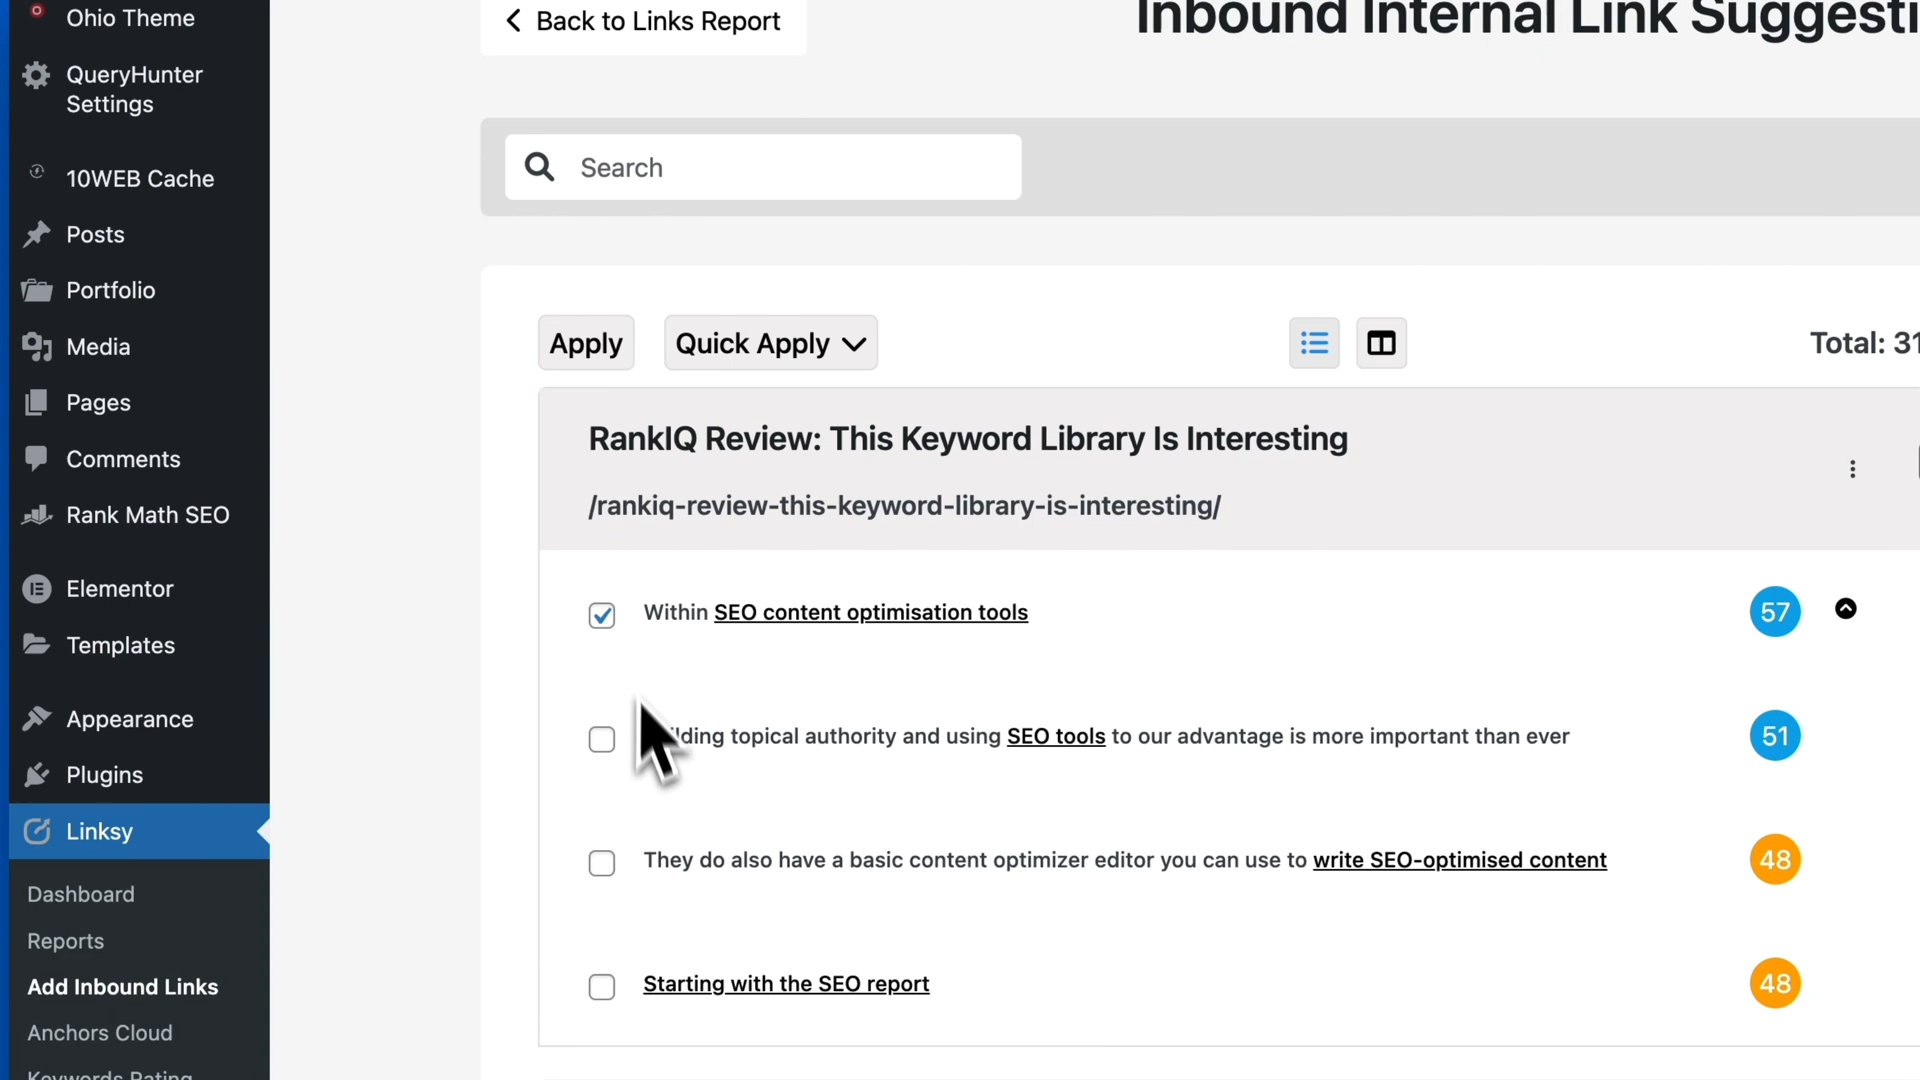 Ohio Theme
QueryHunter
Settings
10WEB Cache
Posts
Portfolio
Media
Pages
Comments
Rank Math SEO
Elementor
Templates
Appearance
Plugins
Linksy
Dashboard
Reports
Add Inbound Links
Anchors Cloud
Keywords Rating
Back to Links Report
Inbound Internal Link Suggesti
Search
Apply
Quick Apply
Total: 31
RankIQ Review: This Keyword Library Is Interesting
/rankiq-review-this-keyword-library-is-interesting/
Within SEO content optimisation tools
57
lding topical authority and using SEO tools to our advantage is more important than ever
51
They do also have a basic content optimizer editor you can use to write SEO-optimised content
48
Starting with the SEO report
48